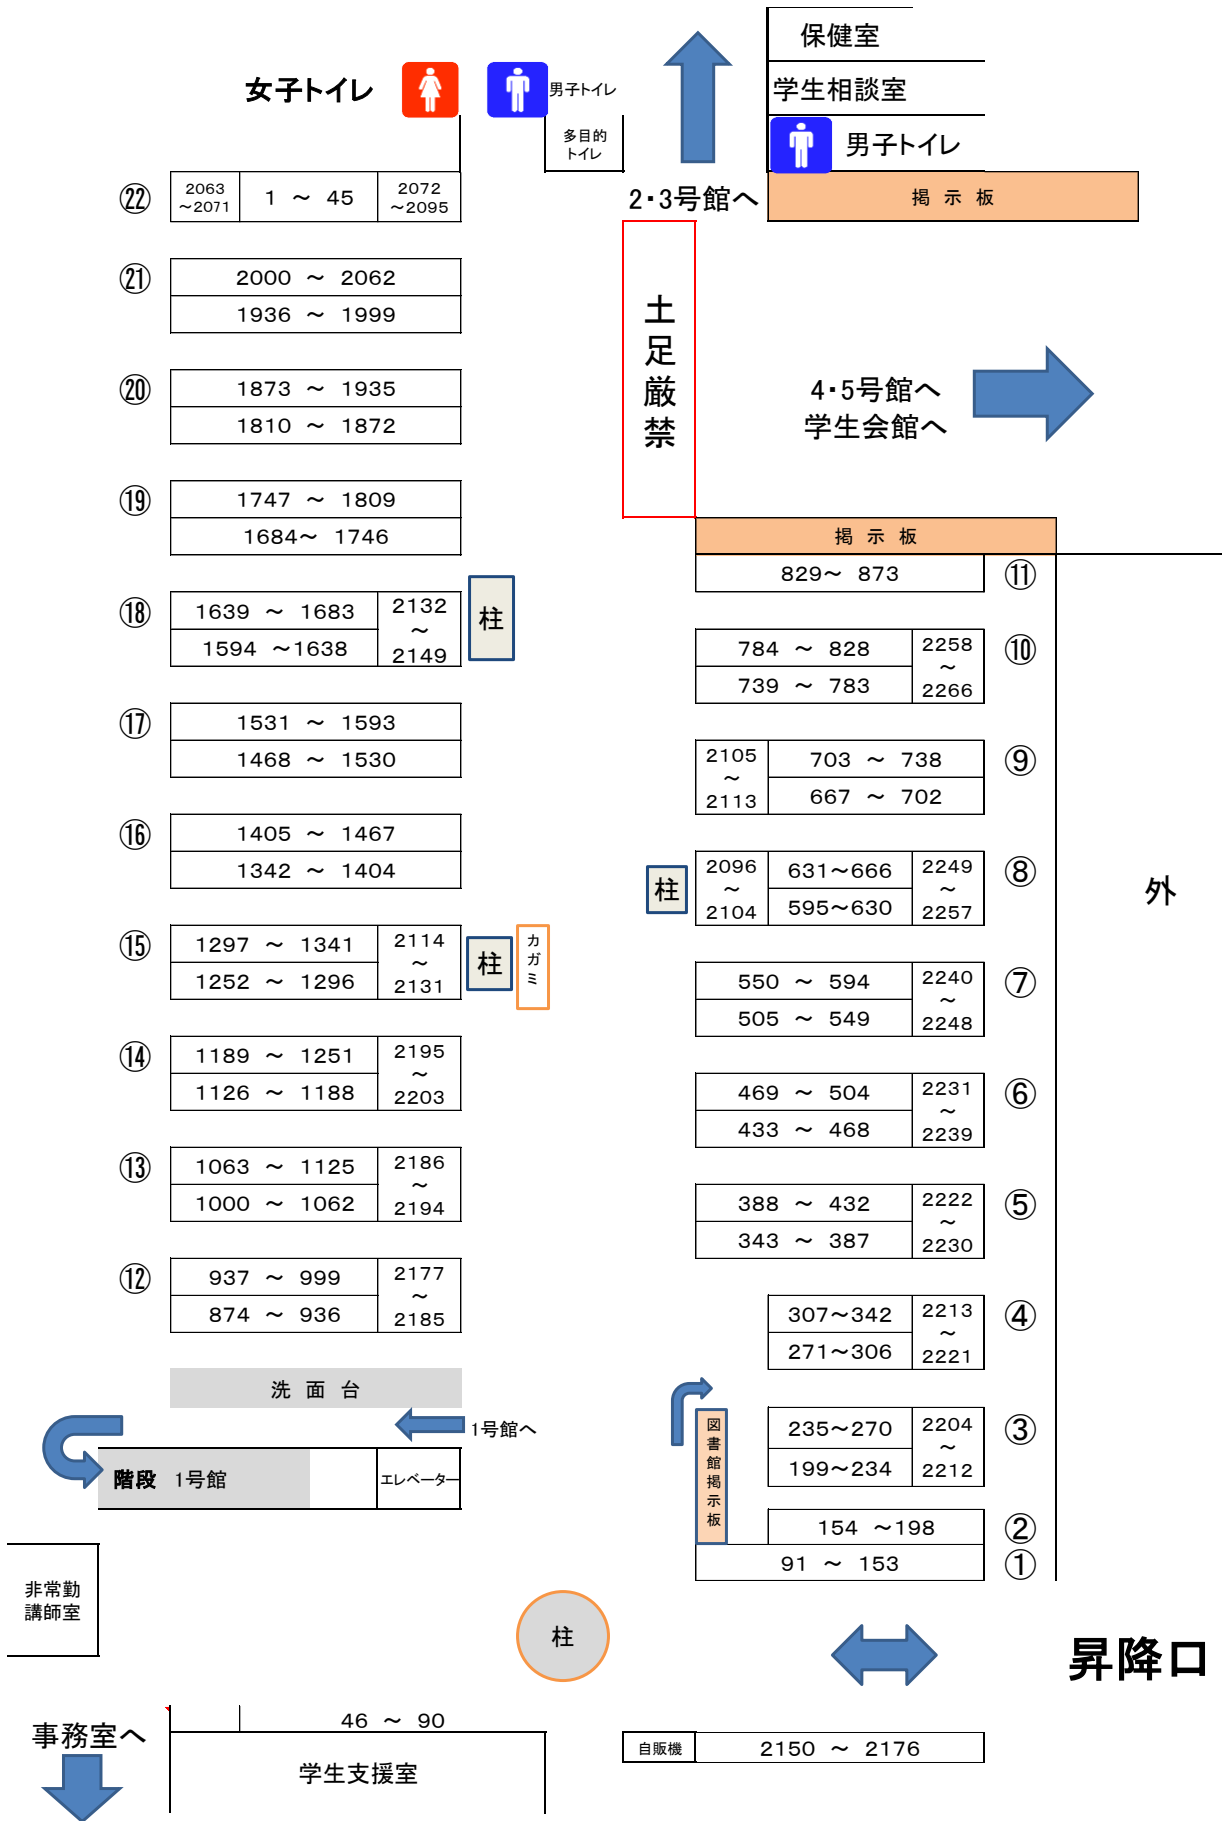 保健室
学生相談室
男子トイレ
女子トイレ
男子トイレ
多目的
トイレ
2・3号館へ
掲 示 板
㉒
2063
～2071
1 ～ 45
2072
～2095
㉑
2000 ～ 2062
1936 ～ 1999
⑳
1873 ～ 1935
1810 ～ 1872
⑲
1747 ～ 1809
1684～ 1746
⑱
1639 ～ 1683
1594 ～1638
2132
～
2149
柱
⑰
1531 ～ 1593
1468 ～ 1530
⑯
1405 ～ 1467
1342 ～ 1404
⑮
1297 ～ 1341
1252 ～ 1296
2114
～
2131
柱
カガミ
⑭
1189 ～ 1251
1126 ～ 1188
2195
～
2203
⑬
1063 ～ 1125
1000 ～ 1062
2186
～
2194
⑫
937 ～ 999
874 ～ 936
2177
～
2185
洗 面 台
1号館へ
階段 1号館
エレベーター
非常勤
講師室
柱
事務室へ
46 ～ 90
学生支援室
土足厳禁
4・5号館へ
学生会館へ
掲 示 板
829～ 873
⑪
784 ～ 828
739 ～ 783
2258
～
2266
⑩
2105
～
2113
703 ～ 738
667 ～ 702
⑨
柱
2096
～
2104
631～666
595～630
2249
～
2257
⑧
外
550 ～ 594
505 ～ 549
2240
～
2248
⑦
469 ～ 504
433 ～ 468
2231
～
2239
⑥
388 ～ 432
343 ～ 387
2222
～
2230
⑤
307～342
271～306
2213
～
2221
④
図書館掲示板
235～270
199～234
2204
～
2212
③
154 ～198
②
91 ～ 153
①
昇降口
自販機
2150 ～ 2176